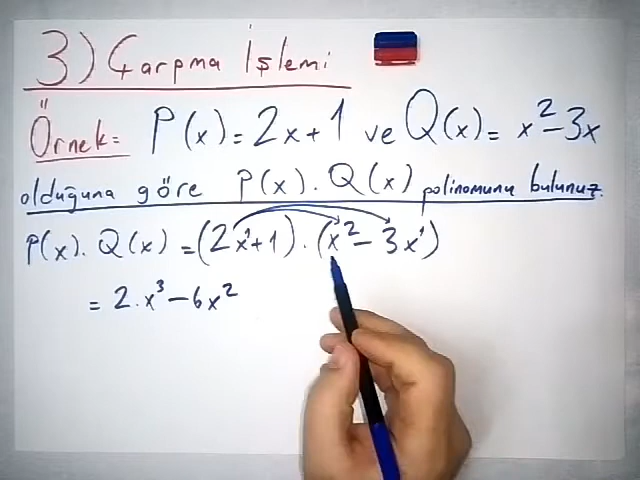 3) Çarpma İşlemi
Örnek: P(x) = 2x+1 ve Q(x) = x² - 3x
olduğuna göre P(x) . Q(x) polinomunu bulunuz.
P(x) . Q(x) = (2x¹+1) . (x² - 3x¹)
= 2.x³ - 6x²